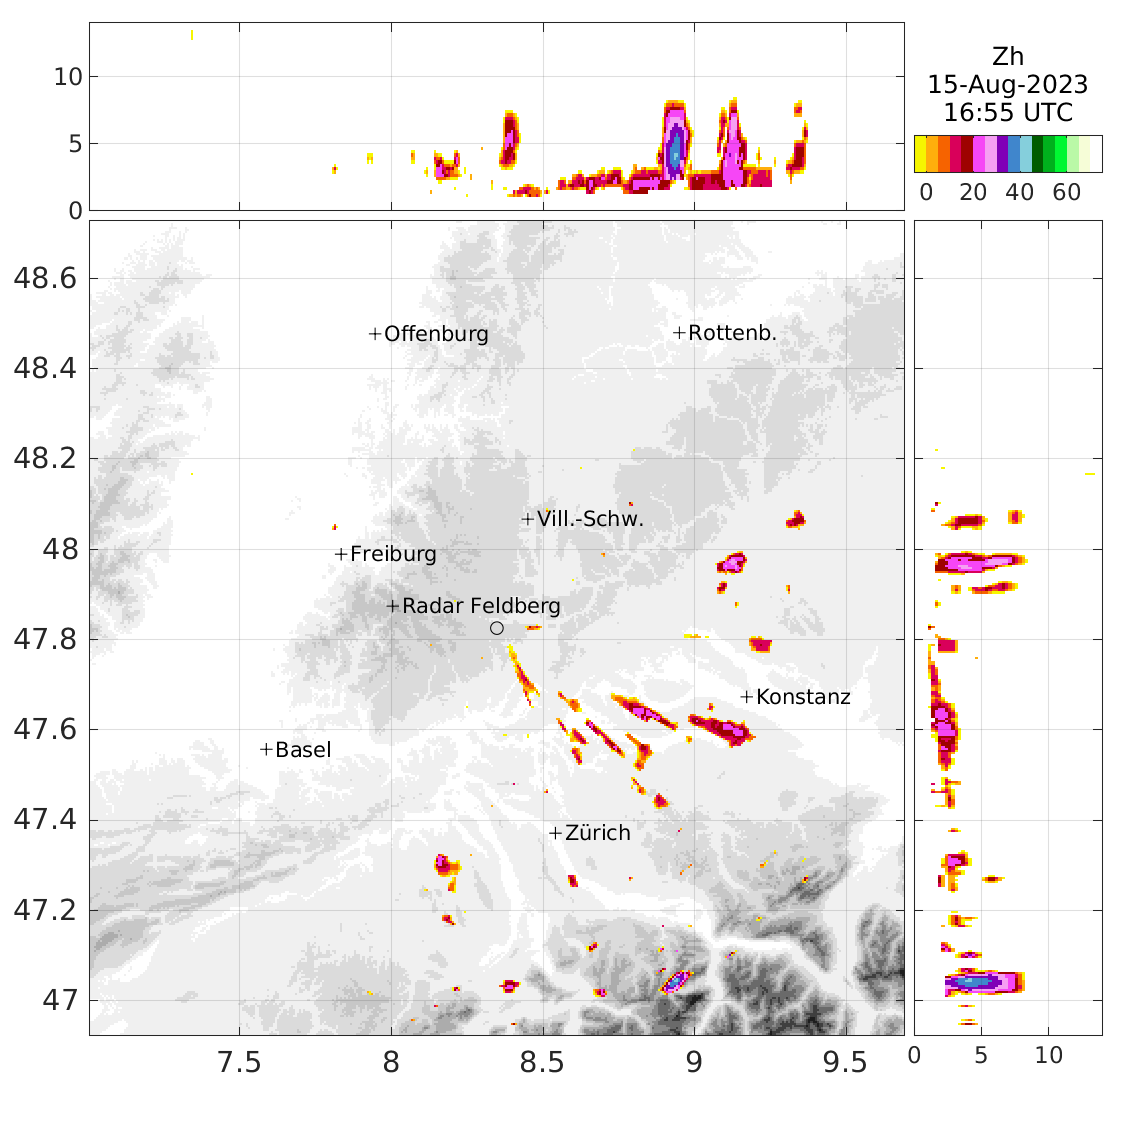 Zh
15-Aug-2023
16:55 UTC
10
5
0
0 20 40 60
48.6
48.4
48.2
48
47.8
47.6
47.4
47.2
47
+Offenburg
+Rottenb.
+Vill.-Schw.
+Freiburg
+Radar Feldberg
+Konstanz
+Basel
+Zürich
7.5 8 8.5 9 9.5
0 5 10